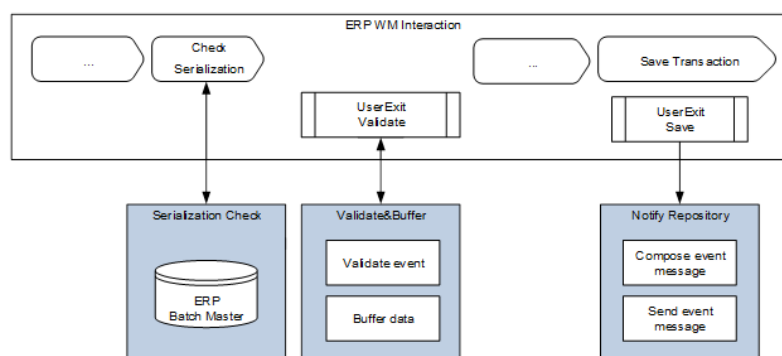 ERP WM Interaction
...
Check
Serialization
...
Save Transaction
UserExit
Validate
UserExit
Save
Serialization Check
ERP
Batch Master
Validate&Buffer
Validate event
Buffer data
Notify Repository
Compose event
message
Send event
message